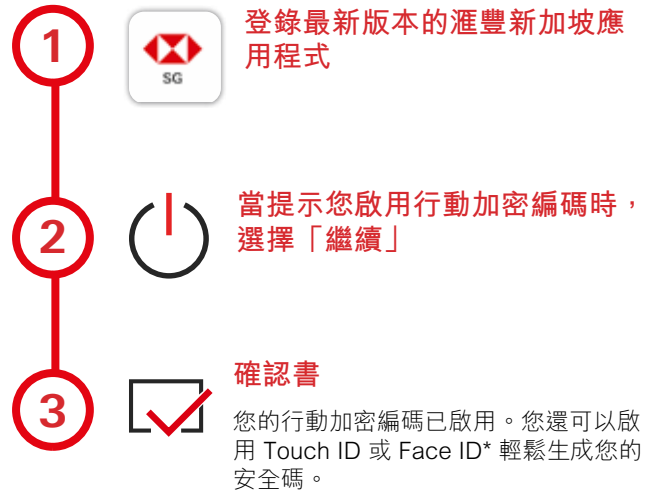 1
SG
登錄最新版本的滙豐新加坡應
用程式
2
當提示您啟用行動加密編碼時，
選擇「繼續」
3
確認書
您的行動加密編碼已啟用。您還可以啟
用 Touch ID 或 Face ID* 輕鬆生成您的
安全碼。